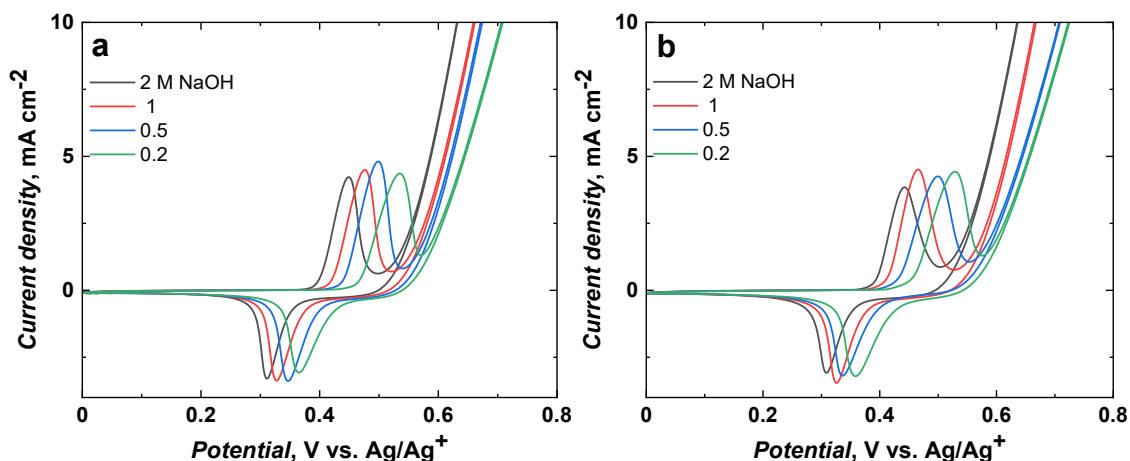 a
2 M NaOH
1
0.5
0.2
Current density, mA cm-2
10
5
0
0
0.2
0.4
0.6
0.8
Potential, V vs. Ag/Ag+
b
2 M NaOH
1
0.5
0.2
Current density, mA cm-2
10
5
0
0
0.2
0.4
0.6
0.8
Potential, V vs. Ag/Ag+